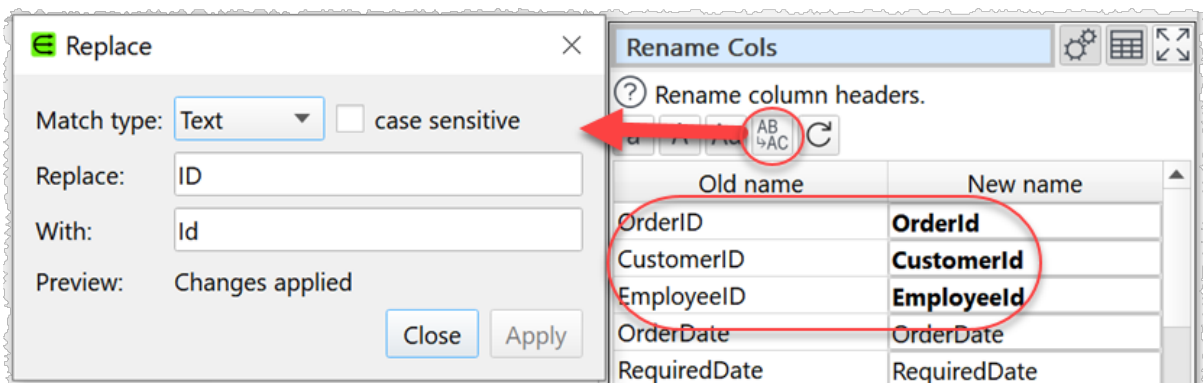 Replace
Match type: Text case sensitive
Replace: ID
With: Id
Preview: Changes applied
Close Apply
Rename Cols
? Rename column headers.
AB
AC
Old name New name
OrderID OrderId
CustomerID CustomerId
EmployeeID EmployeeId
OrderDate OrderDate
RequiredDate RequiredDate